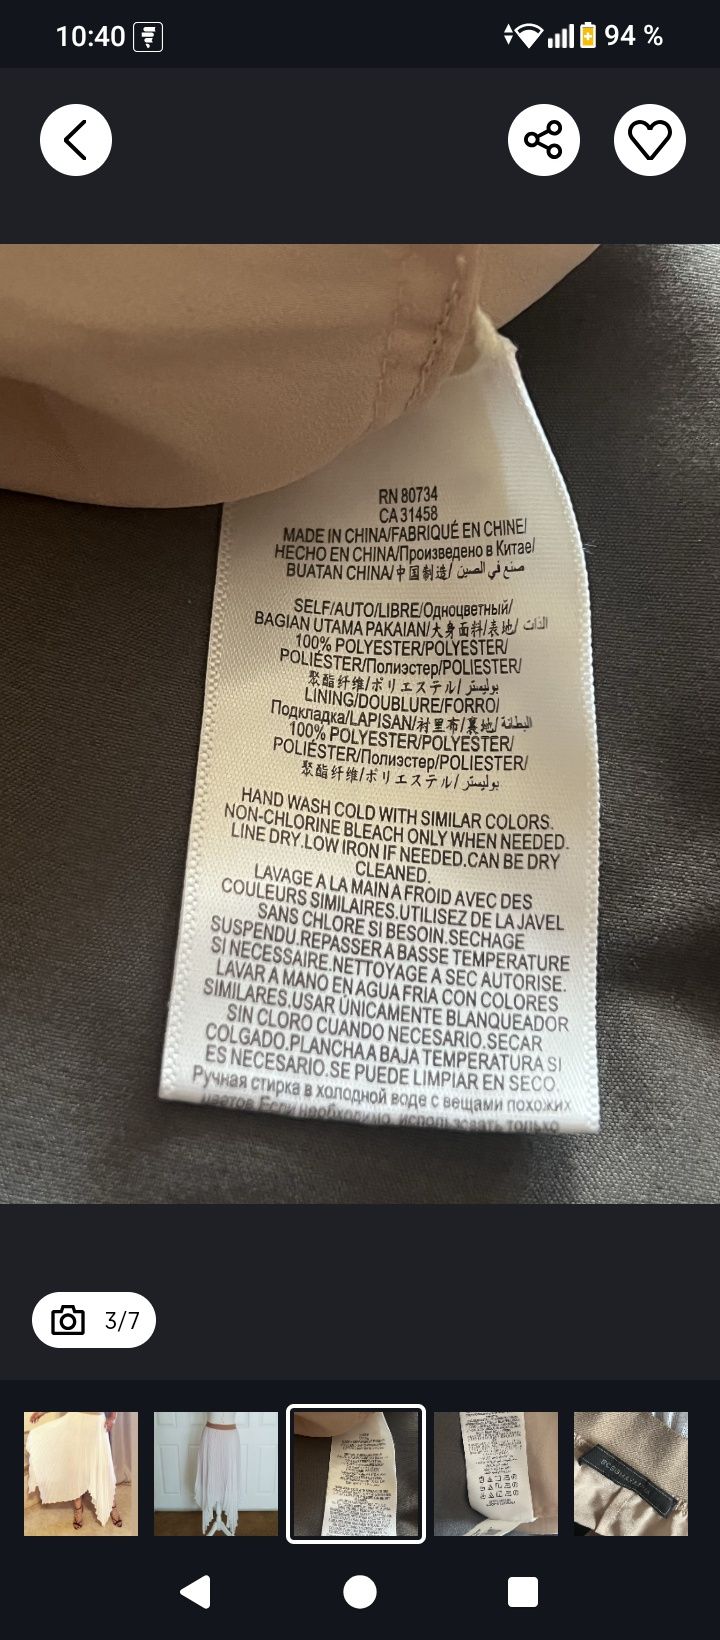 10:40
94 %
RN 80734
CA 31458
MADE IN CHINA/FABRIQUÉ EN CHINE/
HECHO EN CHINA/Произведено в Китае/
BUATAN CHINA/中国制造/ صنع في الصين
SELF/AUTO/LIBRE/Одноцветный/
BAGIAN UTAMA PAKAIAN/大身面料/表地/ الذات
100% POLYESTER/POLYESTER/
POLIÉSTER/Полиэстер/POLIESTER/
聚酯纤维/ポリエステル/ بوليستر
LINING/DOUBLURE/FORRO/
Подкладка/LAPISAN/衬里布/裏地/ البطانة
100% POLYESTER/POLYESTER/
POLIÉSTER/Полиэстер/POLIESTER/
聚酯纤维/ポリエステル/ بوليستر
HAND WASH COLD WITH SIMILAR COLORS.
NON-CHLORINE BLEACH ONLY WHEN NEEDED.
LINE DRY.LOW IRON IF NEEDED.CAN BE DRY
CLEANED.
LAVAGE A LA MAIN A FROID AVEC DES
COULEURS SIMILAIRES.UTILISEZ DE LA JAVEL
SANS CHLORE SI BESOIN.SECHAGE
SUSPENDU.REPASSER A BASSE TEMPERATURE
SI NECESSAIRE.NETTOYAGE A SEC AUTORISE.
LAVAR A MANO EN AGUA FRIA CON COLORES
SIMILARES.USAR ÚNICAMENTE BLANQUEADOR
SIN CLORO CUANDO NECESARIO.SECAR
COLGADO.PLANCHA A BAJA TEMPERATURA SI
ES NECESARIO.SE PUEDE LIMPIAR EN SECO.
Ручная стирка в холодной воде с вещами похожих
цветов.Если необходимо, использовать только
3/7